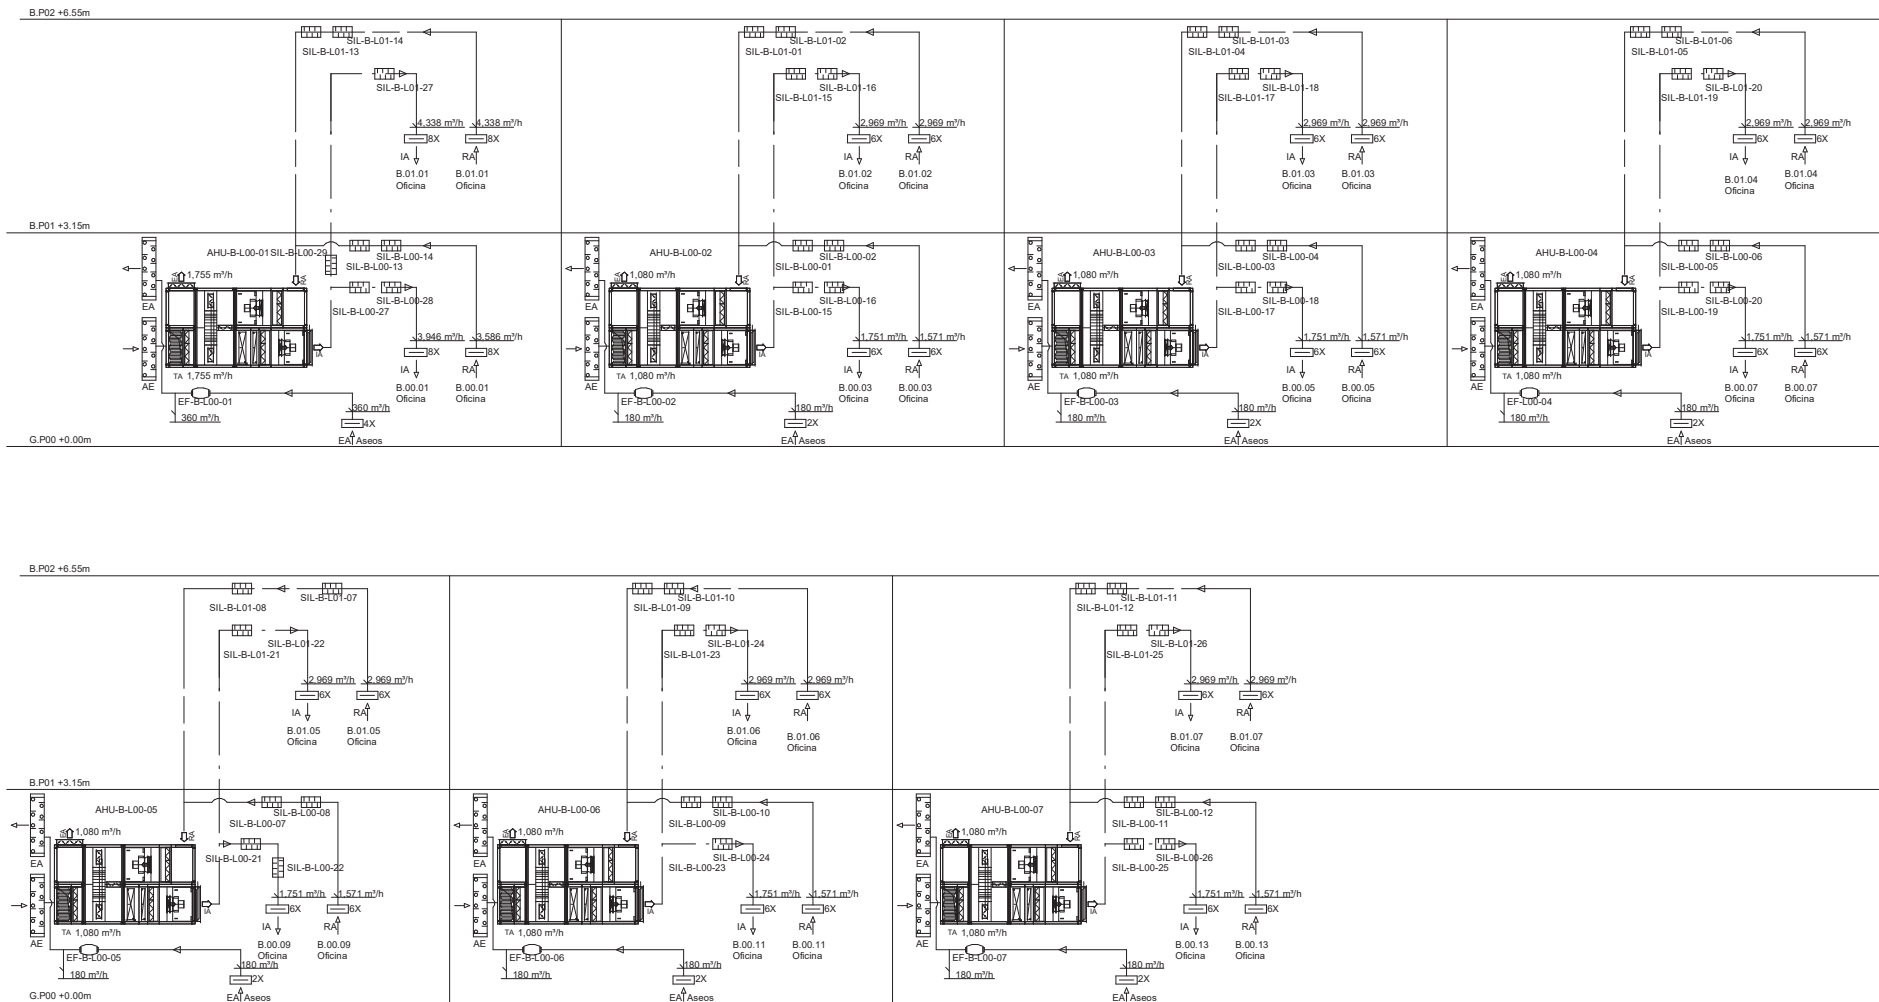 B.P02 +6.55m
SIL-B-L01-14
SIL-B-L01-13
SIL-B-L01-27
4,338 m³/h
4,338 m³/h
8X
8X
IA
RA
B.01.01
Oficina
B.01.01
Oficina
SIL-B-L01-02
SIL-B-L01-01
SIL-B-L01-16
SIL-B-L01-15
2,969 m³/h
2,969 m³/h
6X
6X
IA
RA
B.01.02
Oficina
B.01.02
Oficina
SIL-B-L01-03
SIL-B-L01-04
SIL-B-L01-18
SIL-B-L01-17
2,969 m³/h
2,969 m³/h
6X
6X
IA
RA
B.01.03
Oficina
B.01.03
Oficina
SIL-B-L01-06
SIL-B-L01-05
SIL-B-L01-20
SIL-B-L01-19
2,969 m³/h
2,969 m³/h
6X
6X
IA
RA
B.01.04
Oficina
B.01.04
Oficina
B.P01 +3.15m
AHU-B-L00-01
SIL-B-L00-29
SIL-B-L00-14
SIL-B-L00-13
EA
1,755 m³/h
RA
EA
SIL-B-L00-28
SIL-B-L00-27
3,946 m³/h
3,586 m³/h
8X
8X
IA
IA
RA
AE
TA 1,755 m³/h
B.00.01
Oficina
B.00.01
Oficina
EF-B-L00-01
360 m³/h
360 m³/h
4X
EA
Aseos
AHU-B-L00-02
SIL-B-L00-02
SIL-B-L00-01
EA
1,080 m³/h
RA
EA
SIL-B-L00-16
SIL-B-L00-15
1,751 m³/h
1,571 m³/h
6X
6X
IA
IA
RA
AE
TA 1,080 m³/h
B.00.03
Oficina
B.00.03
Oficina
EF-B-L00-02
180 m³/h
180 m³/h
2X
EA
Aseos
AHU-B-L00-03
SIL-B-L00-04
SIL-B-L00-03
EA
1,080 m³/h
RA
EA
SIL-B-L00-18
SIL-B-L00-17
1,751 m³/h
1,571 m³/h
6X
6X
IA
IA
RA
AE
TA 1,080 m³/h
B.00.05
Oficina
B.00.05
Oficina
EF-B-L00-03
180 m³/h
180 m³/h
2X
EA
Aseos
AHU-B-L00-04
SIL-B-L00-06
SIL-B-L00-05
EA
1,080 m³/h
RA
EA
SIL-B-L00-20
SIL-B-L00-19
1,751 m³/h
1,571 m³/h
6X
6X
IA
IA
RA
AE
TA 1,080 m³/h
B.00.07
Oficina
B.00.07
Oficina
EF-L00-04
180 m³/h
180 m³/h
2X
EA
Aseos
G.P00 +0.00m
B.P02 +6.55m
SIL-B-L01-08
SIL-B-L01-07
SIL-B-L01-22
SIL-B-L01-21
2,969 m³/h
2,969 m³/h
6X
6X
IA
RA
B.01.05
Oficina
B.01.05
Oficina
SIL-B-L01-10
SIL-B-L01-09
SIL-B-L01-24
SIL-B-L01-23
2,969 m³/h
2,969 m³/h
6X
6X
IA
RA
B.01.06
Oficina
B.01.06
Oficina
SIL-B-L01-11
SIL-B-L01-12
SIL-B-L01-26
SIL-B-L01-25
2,969 m³/h
2,969 m³/h
6X
6X
IA
RA
B.01.07
Oficina
B.01.07
Oficina
B.P01 +3.15m
AHU-B-L00-05
SIL-B-L00-08
SIL-B-L00-07
EA
1,080 m³/h
RA
EA
SIL-B-L00-21
SIL-B-L00-22
1,751 m³/h
1,571 m³/h
6X
6X
IA
IA
RA
AE
TA 1,080 m³/h
B.00.09
Oficina
B.00.09
Oficina
EF-B-L00-05
180 m³/h
180 m³/h
2X
EA
Aseos
AHU-B-L00-06
SIL-B-L00-10
SIL-B-L00-09
EA
1,080 m³/h
RA
EA
SIL-B-L00-24
SIL-B-L00-23
1,751 m³/h
1,571 m³/h
6X
6X
IA
IA
RA
AE
TA 1,080 m³/h
B.00.11
Oficina
B.00.11
Oficina
EF-B-L00-06
180 m³/h
180 m³/h
2X
EA
Aseos
AHU-B-L00-07
SIL-B-L00-12
SIL-B-L00-11
EA
1,080 m³/h
RA
EA
SIL-B-L00-26
SIL-B-L00-25
1,751 m³/h
1,571 m³/h
6X
6X
IA
IA
RA
AE
TA 1,080 m³/h
B.00.13
Oficina
B.00.13
Oficina
EF-B-L00-07
180 m³/h
180 m³/h
2X
EA
Aseos
G.P00 +0.00m